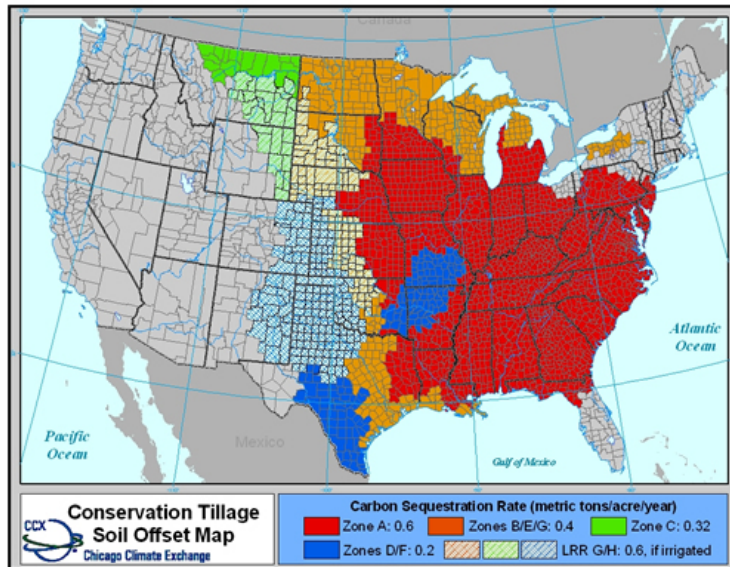 Canada
Pacific
Ocean
Mexico
Gulf of Mexico
Atlantic
Ocean
CCX
Conservation Tillage
Soil Offset Map
Chicago Climate Exchange
Carbon Sequestration Rate (metric tons/acre/year)
Zone A: 0.6 Zones B/E/G: 0.4 Zone C: 0.32
Zones D/F: 0.2 LRR G/H: 0.6, if irrigated